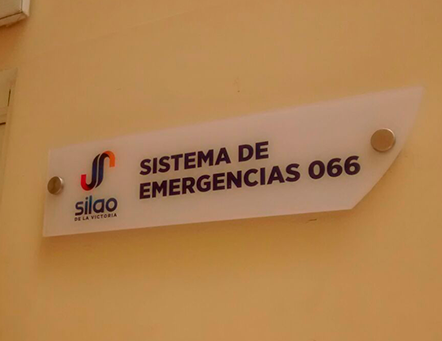 SISTEMA DE
EMERGENCIAS 066
silao
DE LA VICTORIA